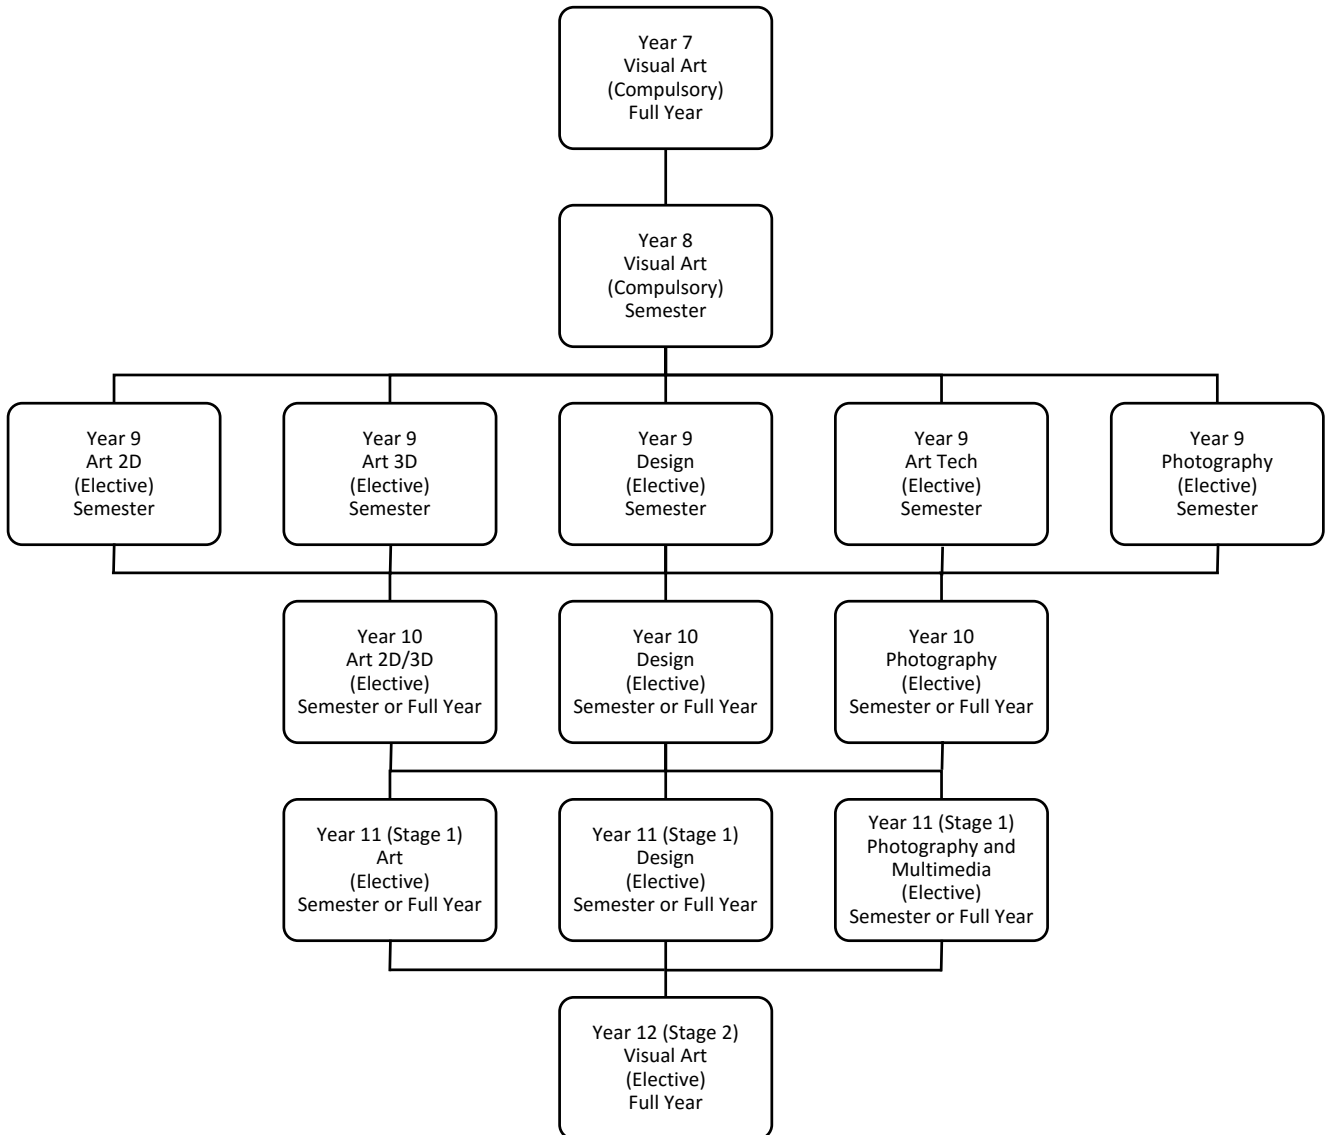 Year 7
Visual Art
(Compulsory)
Full Year
Year 8
Visual Art
(Compulsory)
Semester
Year 9
Art 2D
(Elective)
Semester
Year 9
Art 3D
(Elective)
Semester
Year 9
Design
(Elective)
Semester
Year 9
Art Tech
(Elective)
Semester
Year 9
Photography
(Elective)
Semester
Year 10
Art 2D/3D
(Elective)
Semester or Full Year
Year 10
Design
(Elective)
Semester or Full Year
Year 10
Photography
(Elective)
Semester or Full Year
Year 11 (Stage 1)
Art
(Elective)
Semester or Full Year
Year 11 (Stage 1)
Design
(Elective)
Semester or Full Year
Year 11 (Stage 1)
Photography and
Multimedia
(Elective)
Semester or Full Year
Year 12 (Stage 2)
Visual Art
(Elective)
Full Year